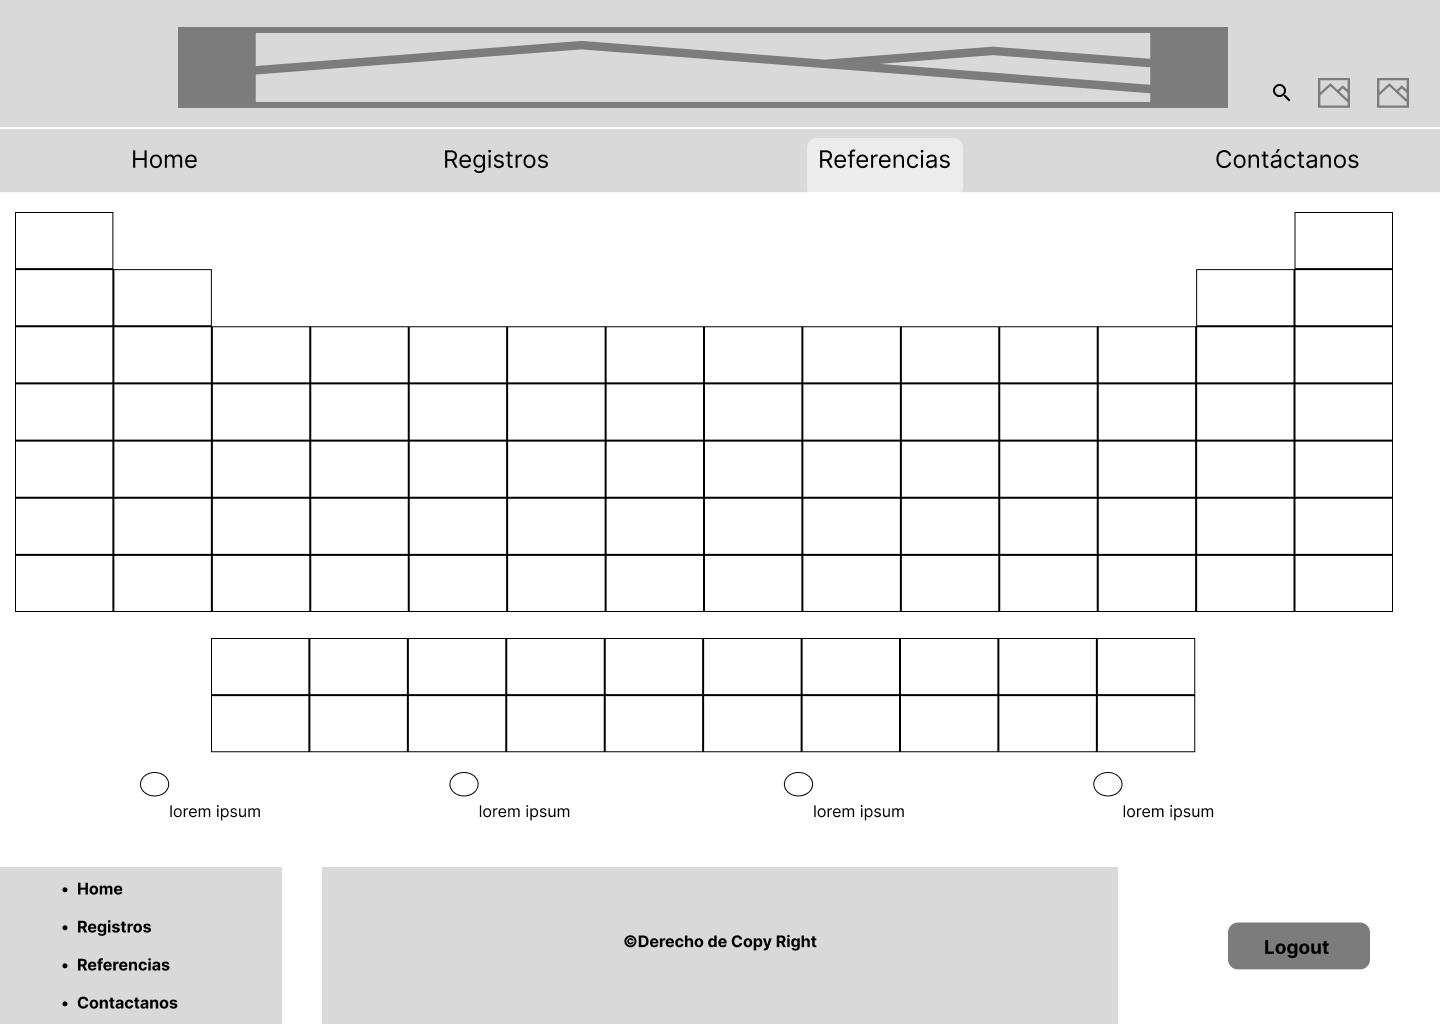 Home
Registros
Referencias
Contáctanos
lorem ipsum
lorem ipsum
lorem ipsum
lorem ipsum
• Home
• Registros
• Referencias
• Contactanos
©Derecho de Copy Right
Logout